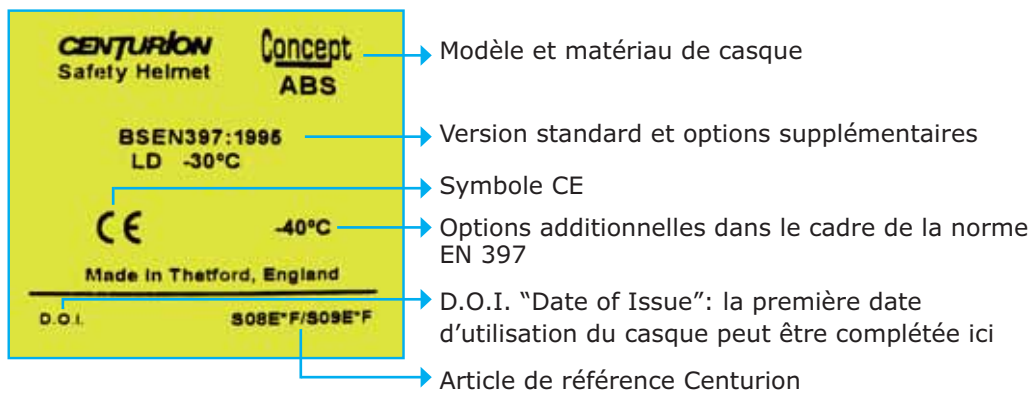 CENTURION
Safety Helmet
Concept
ABS
BSEN397:1995
LD -30°C
CE
-40°C
Made in Thetford, England
D.O.I.
S08E*F/S09E*F
Modèle et matériau de casque
Version standard et options supplémentaires
Symbole CE
Options additionnelles dans le cadre de la norme
EN 397
D.O.I. “Date of Issue”: la première date
d’utilisation du casque peut être complétée ici
Article de référence Centurion